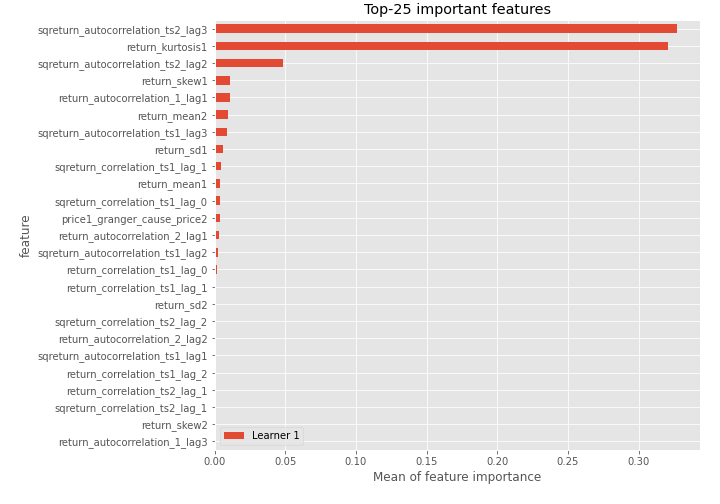 Top-25 important features
sqreturn_autocorrelation_ts2_lag3
return_kurtosis1
sqreturn_autocorrelation_ts2_lag2
return_skew1
return_autocorrelation_1_lag1
return_mean2
sqreturn_autocorrelation_ts1_lag3
return_sd1
sqreturn_correlation_ts1_lag_1
return_mean1
sqreturn_correlation_ts1_lag_0
price1_granger_cause_price2
return_autocorrelation_2_lag1
sqreturn_autocorrelation_ts1_lag2
return_correlation_ts1_lag_0
return_correlation_ts1_lag_1
return_sd2
sqreturn_correlation_ts2_lag_2
return_autocorrelation_2_lag2
sqreturn_autocorrelation_ts1_lag1
return_correlation_ts1_lag_2
return_correlation_ts2_lag_1
sqreturn_correlation_ts2_lag_1
return_skew2
return_autocorrelation_1_lag3
feature
Learner 1
0.00 0.05 0.10 0.15 0.20 0.25 0.30
Mean of feature importance